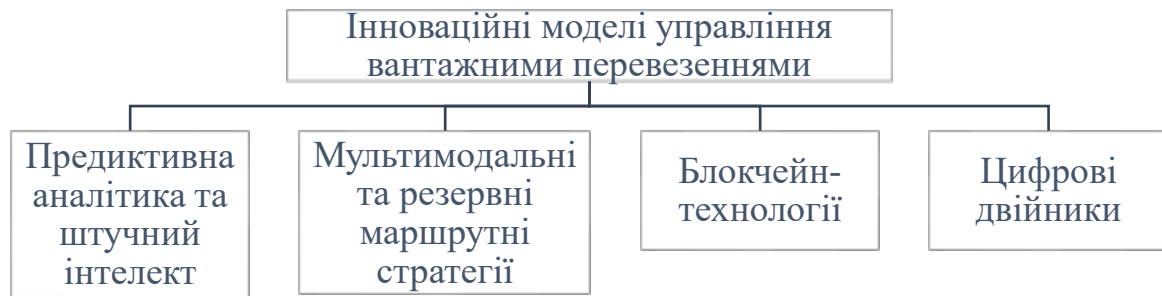 Інноваційні моделі управління
вантажними перевезеннями
Предиктивна
аналітика та
штучний
інтелект
Мультимодальні
та резервні
маршрутні
стратегії
Блокчейн-
технології
Цифрові
двійники